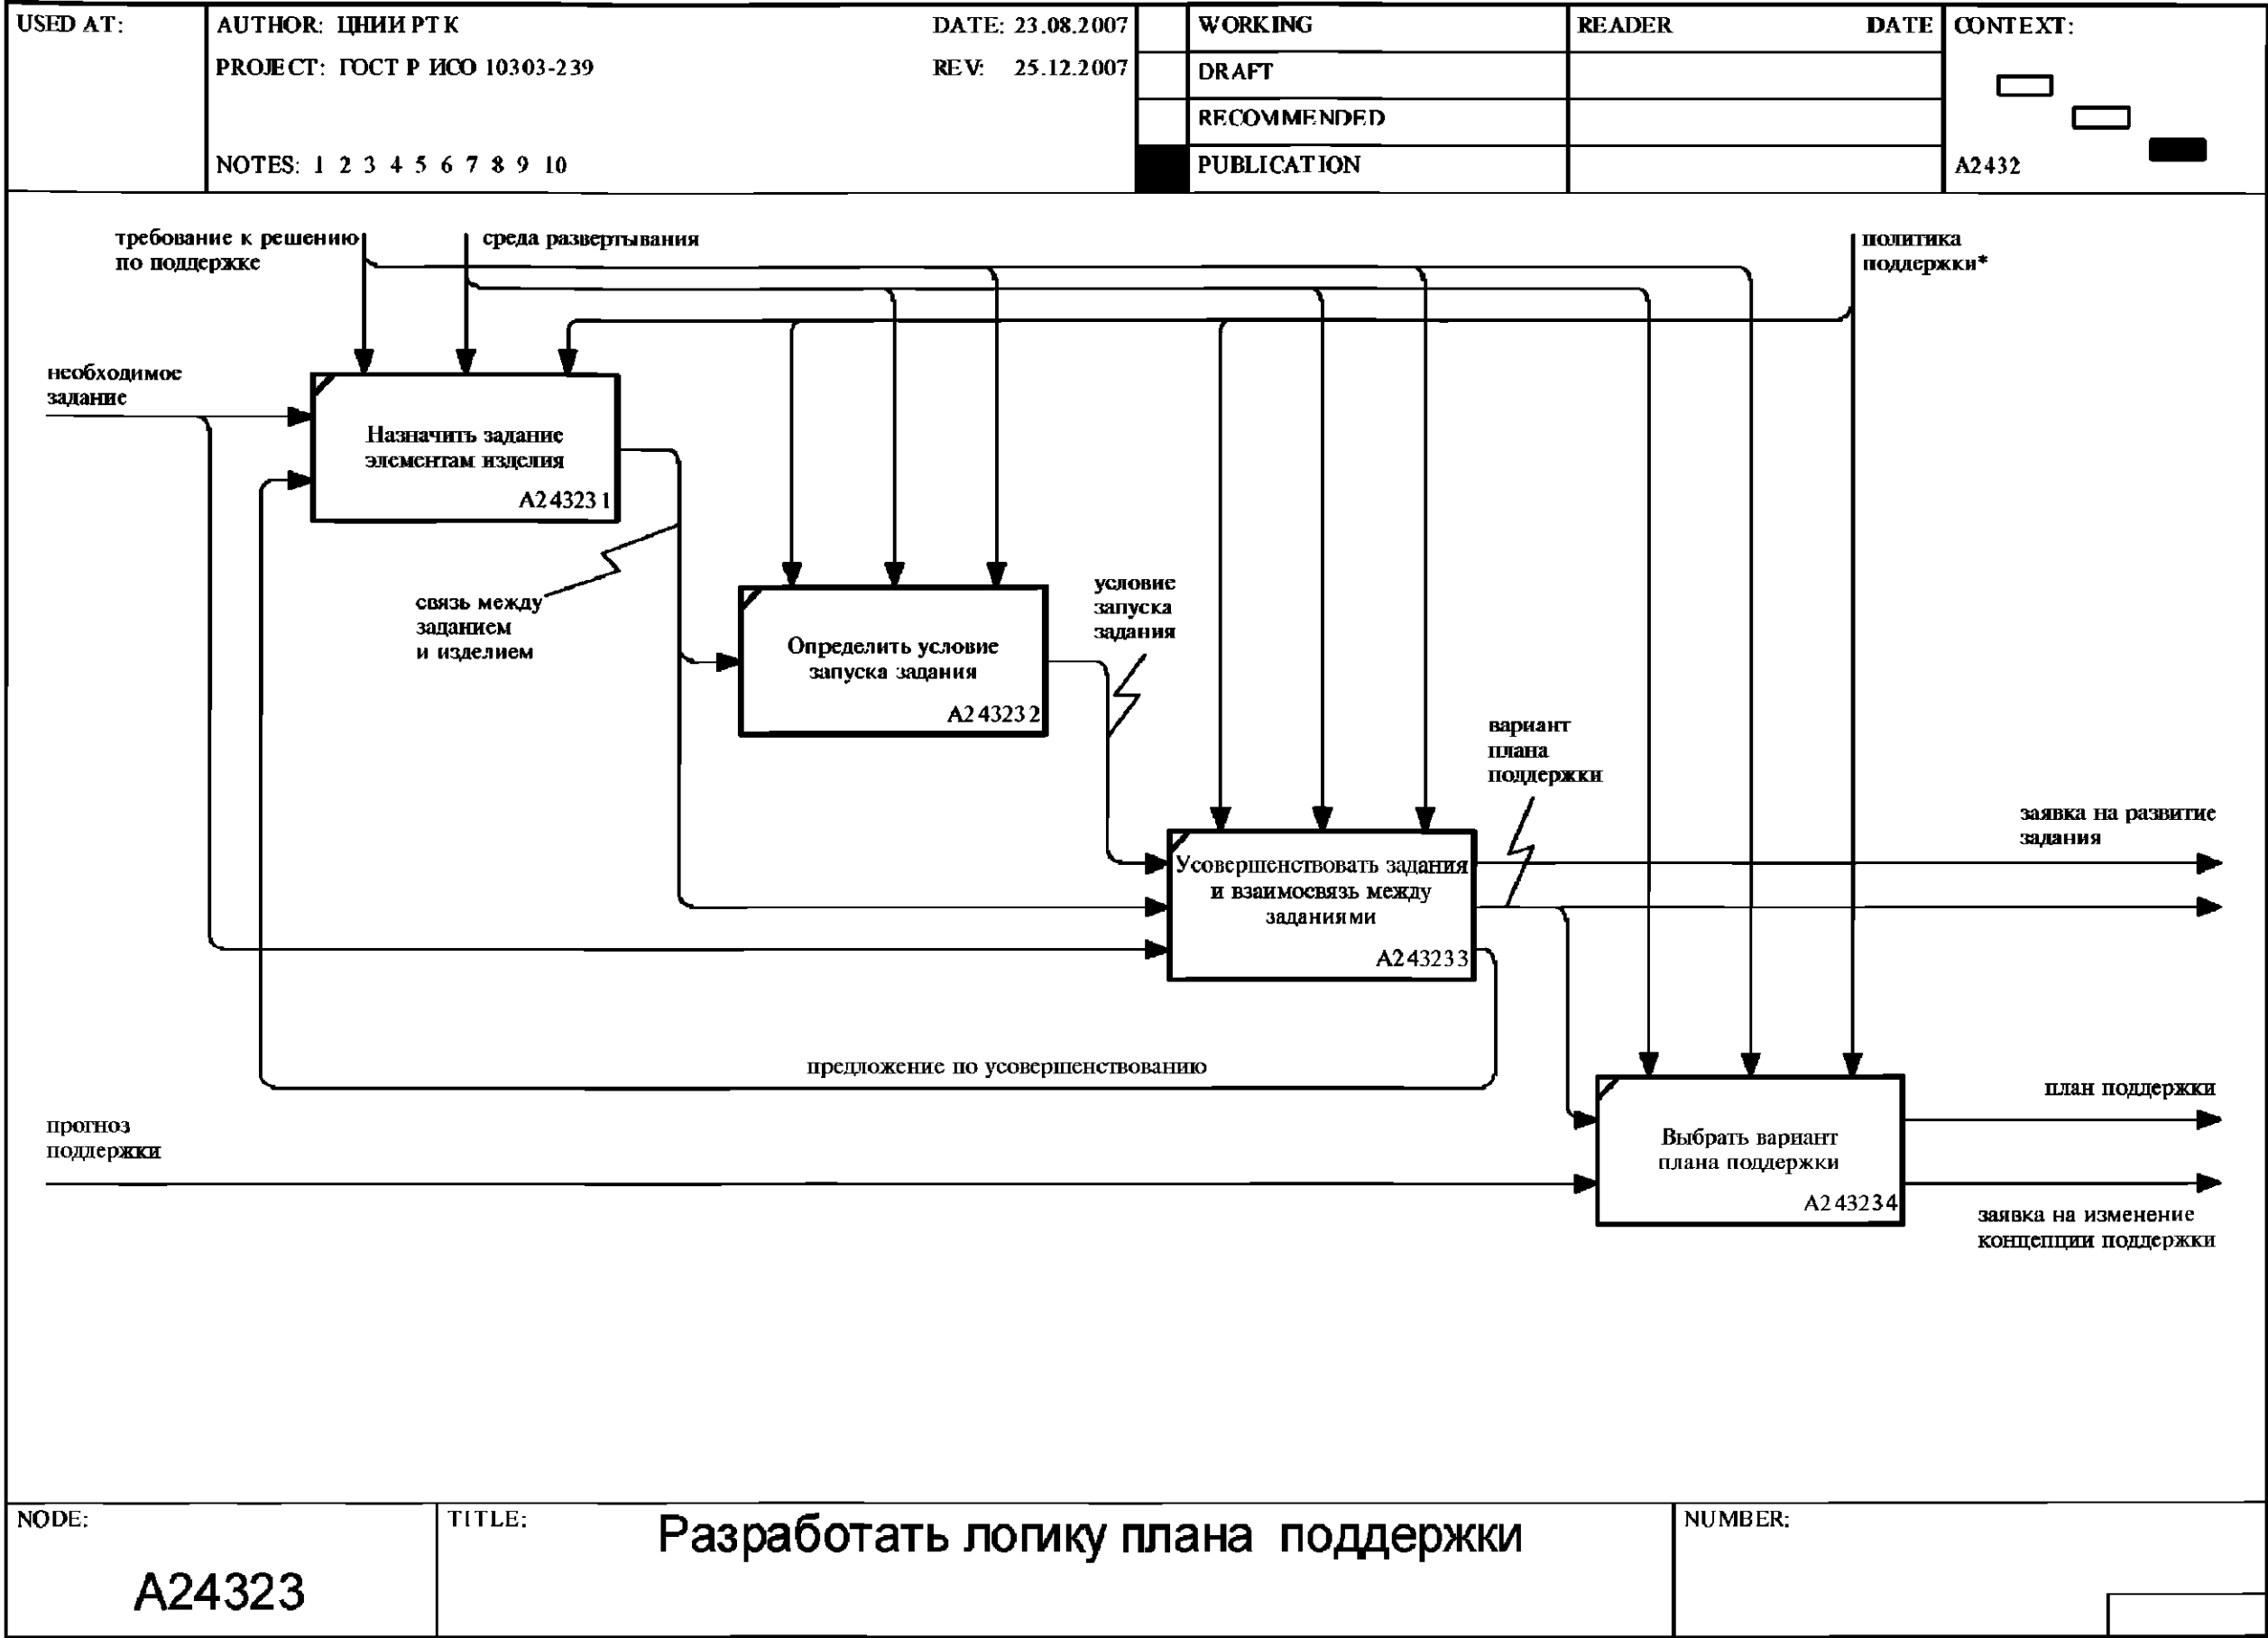 USED AT:
AUTHOR: ЦНИИ РТК
DATE: 23.08.2007
PROJECT: ГОСТ Р ИСО 10303-239
REV: 25.12.2007
NOTES: 1 2 3 4 5 6 7 8 9 10
WORKING
DRAFT
RECOMMENDED
PUBLICATION
READER
DATE
CONTEXT:
A2432
требование к решению
по поддержке
среда развертывания
политика
поддержки*
необходимое
задание
Назначить задание
элементам изделия
A243231
связь между
заданием
и изделием
условие
запуска
задания
Определить условие
запуска задания
A243232
вариант
плана
поддержки
заявка на развитие
задания
Усовершенствовать задания
и взаимосвязь между
заданиями
A243233
предложение по усовершенствованию
план поддержки
прогноз
поддержки
Выбрать вариант
плана поддержки
A243234
заявка на изменение
концепции поддержки
NODE:
A24323
TITLE:
Разработать логику плана поддержки
NUMBER: